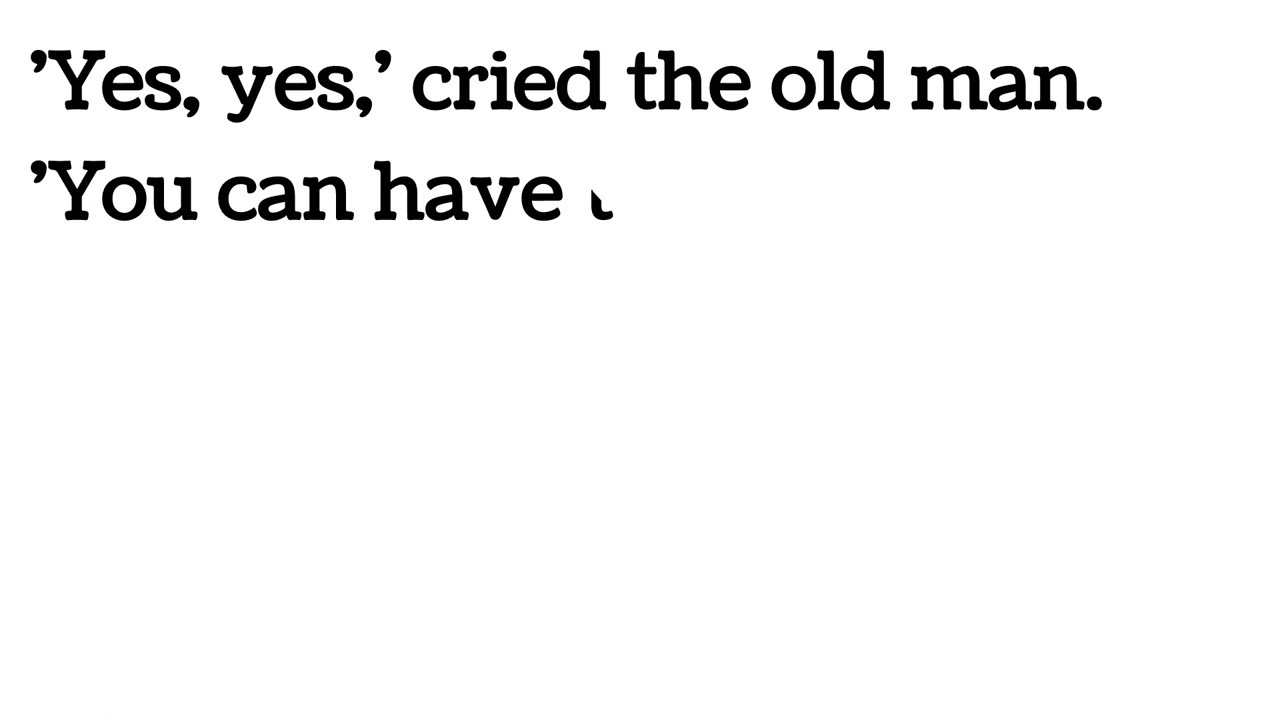 ’Yes, yes,’ cried the old man.
’You can have